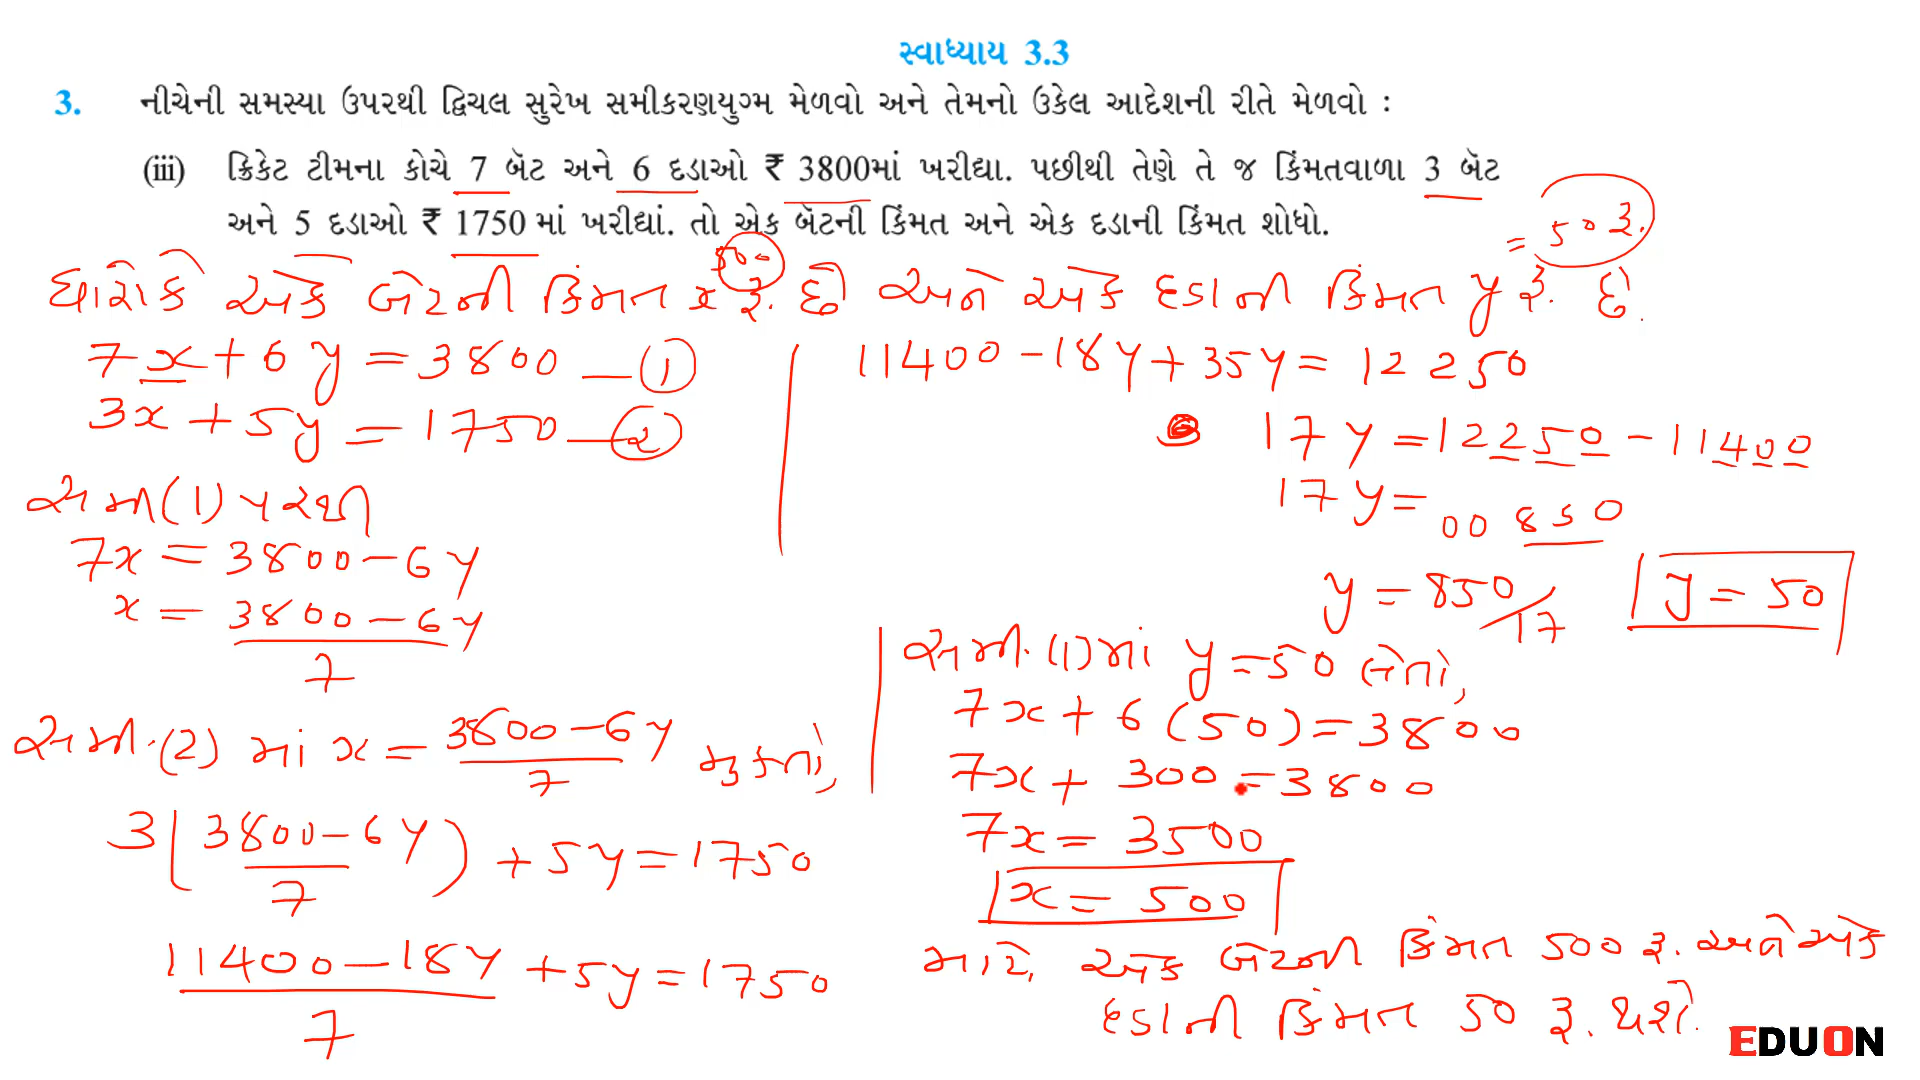 સ્વાધ્યાય 3.3
3. નીચેની સમસ્યા ઉપરથી દ્વિચલ સુરેખ સમીકરણયુગ્મ મેળવો અને તેમનો ઉકેલ આદેશની રીતે મેળવો :
(iii) ક્રિકેટ ટીમના કોચે 7 બૅટ અને 6 દડાઓ ₹ 3800માં ખરીદ્યા. પછીથી તેણે તે જ કિંમતવાળા 3 બૅટ
અને 5 દડાઓ ₹ 1750 માં ખરીદ્યાં. તો એક બૅટની કિંમત અને એક દડાની કિંમત શોધો.
= 50 રૂ.
500
ધારોકે એક બેટની કિંમત x રૂ. છે અને એક દડાની કિંમત y રૂ. છે.
7x + 6y = 3800 — (1)
3x + 5y = 1750 — (2)
સમી (1) પરથી
7x = 3800 - 6y
x = 3800 - 6y
7
સમી. (2) માં x = 3800 - 6y / 7 મુકતાં,
3 ( 3800 - 6y / 7 ) + 5y = 1750
11400 - 18y / 7 + 5y = 1750
11400 - 18y + 35y = 12250
17y = 12250 - 11400
17y = 00850
y = 850/17
y = 50
સમી. (1) માં y = 50 લેતાં,
7x + 6 (50) = 3800
7x + 300 = 3800
7x = 3500
x = 500
માટે, એક બેટની કિંમત 500 રૂ. અને એક
દડાની કિંમત 50 રૂ. થશે.
EDUON